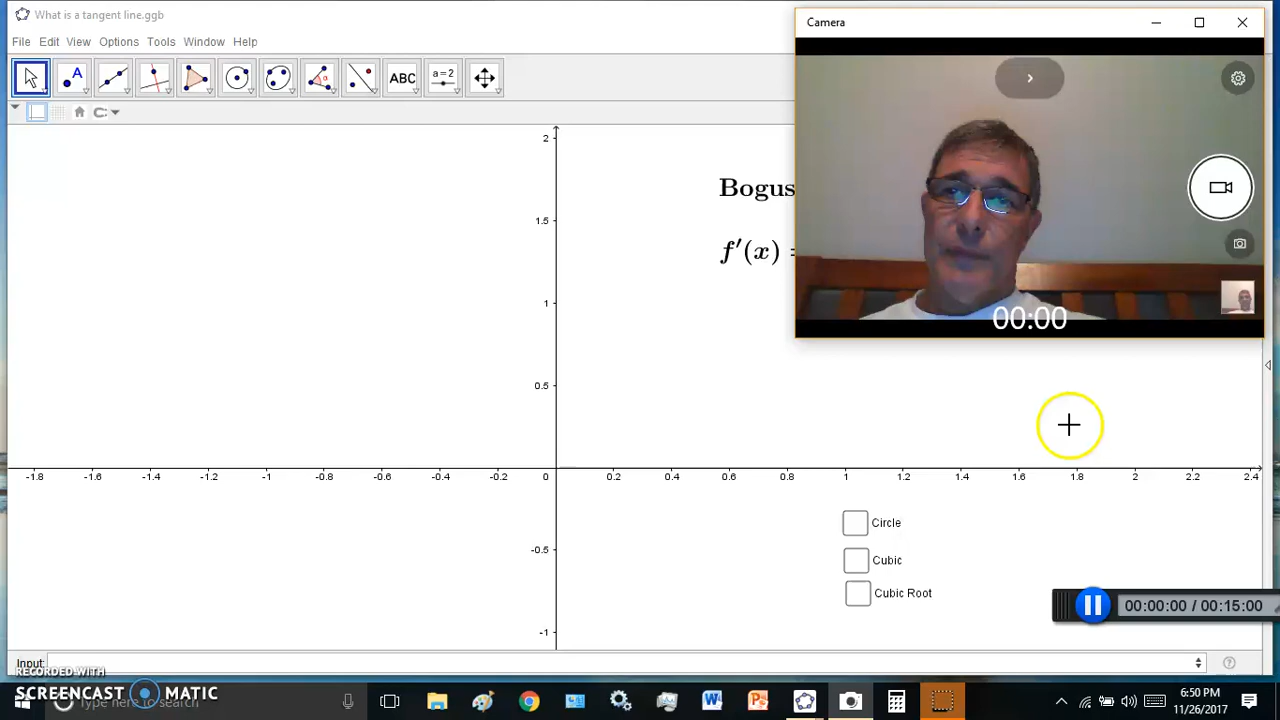 What is a tangent line.ggb
File Edit View Options Tools Window Help
ABC
a=2
Camera
00:00
Bogus
f′(x) =
2
1.5
1
0.5
-0.5
-1
-1.8 -1.6 -1.4 -1.2 -1 -0.8 -0.6 -0.4 -0.2 0 0.2 0.4 0.6 0.8 1 1.2 1.4 1.6 1.8 2 2.2 2.4
Circle
Cubic
Cubic Root
00:00:00 / 00:15:00
Input:
RECORDED WITH
SCREENCAST MATIC
Type here to search
6:50 PM
11/26/2017